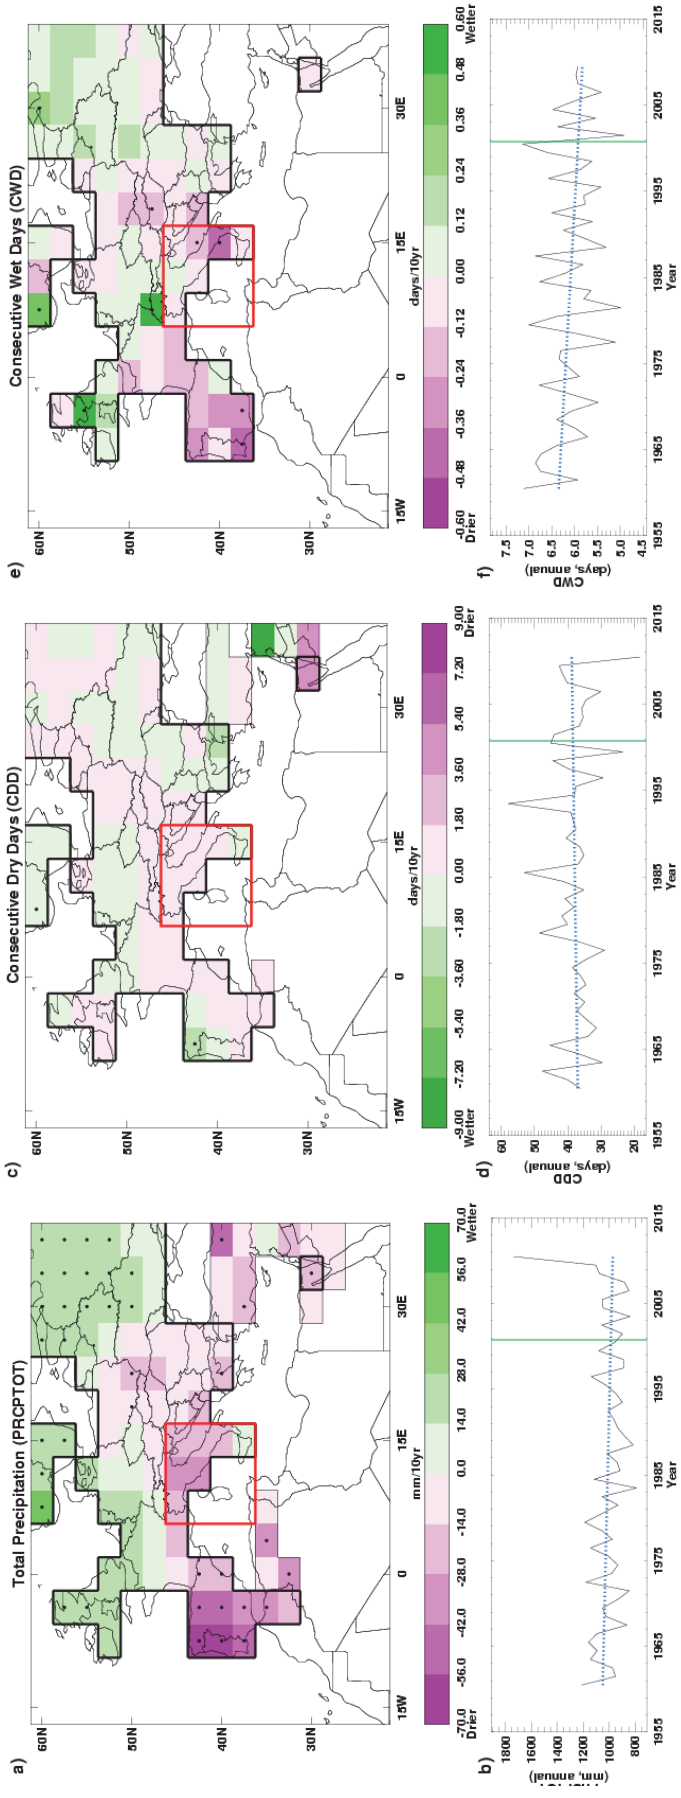 a)
Total Precipitation (PRCPTOT)
60N
50N
40N
30N
15W
0
15E
30E
mm/10yr
-70.0 -56.0 -42.0 -28.0 -14.0 0.0 14.0 28.0 42.0 56.0 70.0
Drier
Wetter
b)
(mm, annual)
1800
1600
1400
1200
1000
800
1955 1965 1975 1985 1995 2005 2015
Year
c)
Consecutive Dry Days (CDD)
60N
50N
40N
30N
15W
0
15E
30E
days/10yr
-9.00 -7.20 -5.40 -3.60 -1.80 0.00 1.80 3.60 5.40 7.20 9.00
Wetter
Drier
d)
CDD
(days, annual)
60
50
40
30
20
1955 1965 1975 1985 1995 2005 2015
Year
e)
Consecutive Wet Days (CWD)
60N
50N
40N
30N
15W
0
15E
30E
days/10yr
-0.60 -0.48 -0.36 -0.24 -0.12 0.00 0.12 0.24 0.36 0.48 0.60
Drier
Wetter
f)
CWD
(days, annual)
7.5
7.0
6.5
6.0
5.5
5.0
4.5
1955 1965 1975 1985 1995 2005 2015
Year